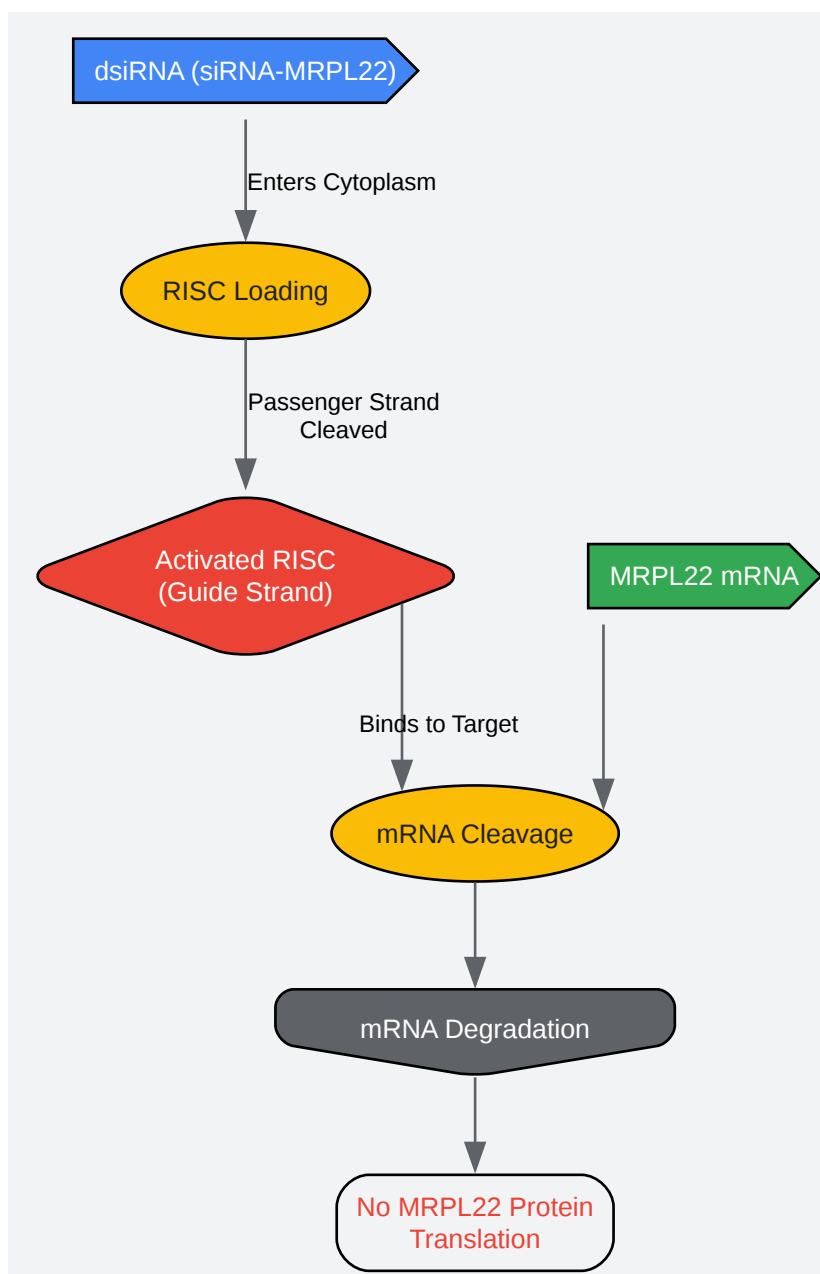 dsiRNA (siRNA-MRPL22)
Enters Cytoplasm
RISC Loading
Passenger Strand
Cleaved
Activated RISC
(Guide Strand)
MRPL22 mRNA
Binds to Target
mRNA Cleavage
mRNA Degradation
No MRPL22 Protein
Translation